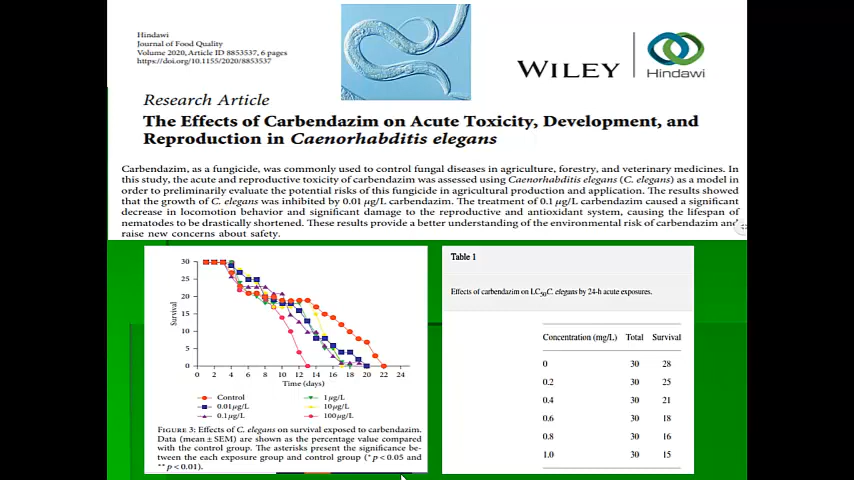 Hindawi
Journal of Food Quality
Volume 2020, Article ID 8853537, 6 pages
https://doi.org/10.1155/2020/8853537
WILEY
Hindawi
Research Article
The Effects of Carbendazim on Acute Toxicity, Development, and
Reproduction in Caenorhabditis elegans
Carbendazim, as a fungicide, was commonly used to control fungal diseases in agriculture, forestry, and veterinary medicines. In
this study, the acute and reproductive toxicity of carbendazim was assessed using Caenorhabditis elegans (C. elegans) as a model in
order to preliminarily evaluate the potential risks of this fungicide in agricultural production and application. The results showed
that the growth of C. elegans was inhibited by 0.01 μg/L carbendazim. The treatment of 0.1 μg/L carbendazim caused a significant
decrease in locomotion behavior and significant damage to the reproductive and antioxidant system, causing the lifespan of
nematodes to be drastically shortened. These results provide a better understanding of the environmental risk of carbendazim and
raise new concerns about safety.
30
25
20
15
10
5
0
Survival
0 2 4 6 8 10 12 14 16 18 20 22 24
Time (days)
Control
0.01 μg/L
0.1 μg/L
1 μg/L
10 μg/L
100 μg/L
FIGURE 3: Effects of C. elegans on survival exposed to carbendazim.
Data (mean ± SEM) are shown as the percentage value compared
with the control group. The asterisks present the significance be-
tween the each exposure group and control group (*p < 0.05 and
**p < 0.01).
Table 1
Effects of carbendazim on LC50C. elegans by 24-h acute exposures.
Concentration (mg/L) Total Survival
0 30 28
0.2 30 25
0.4 30 21
0.6 30 18
0.8 30 16
1.0 30 15